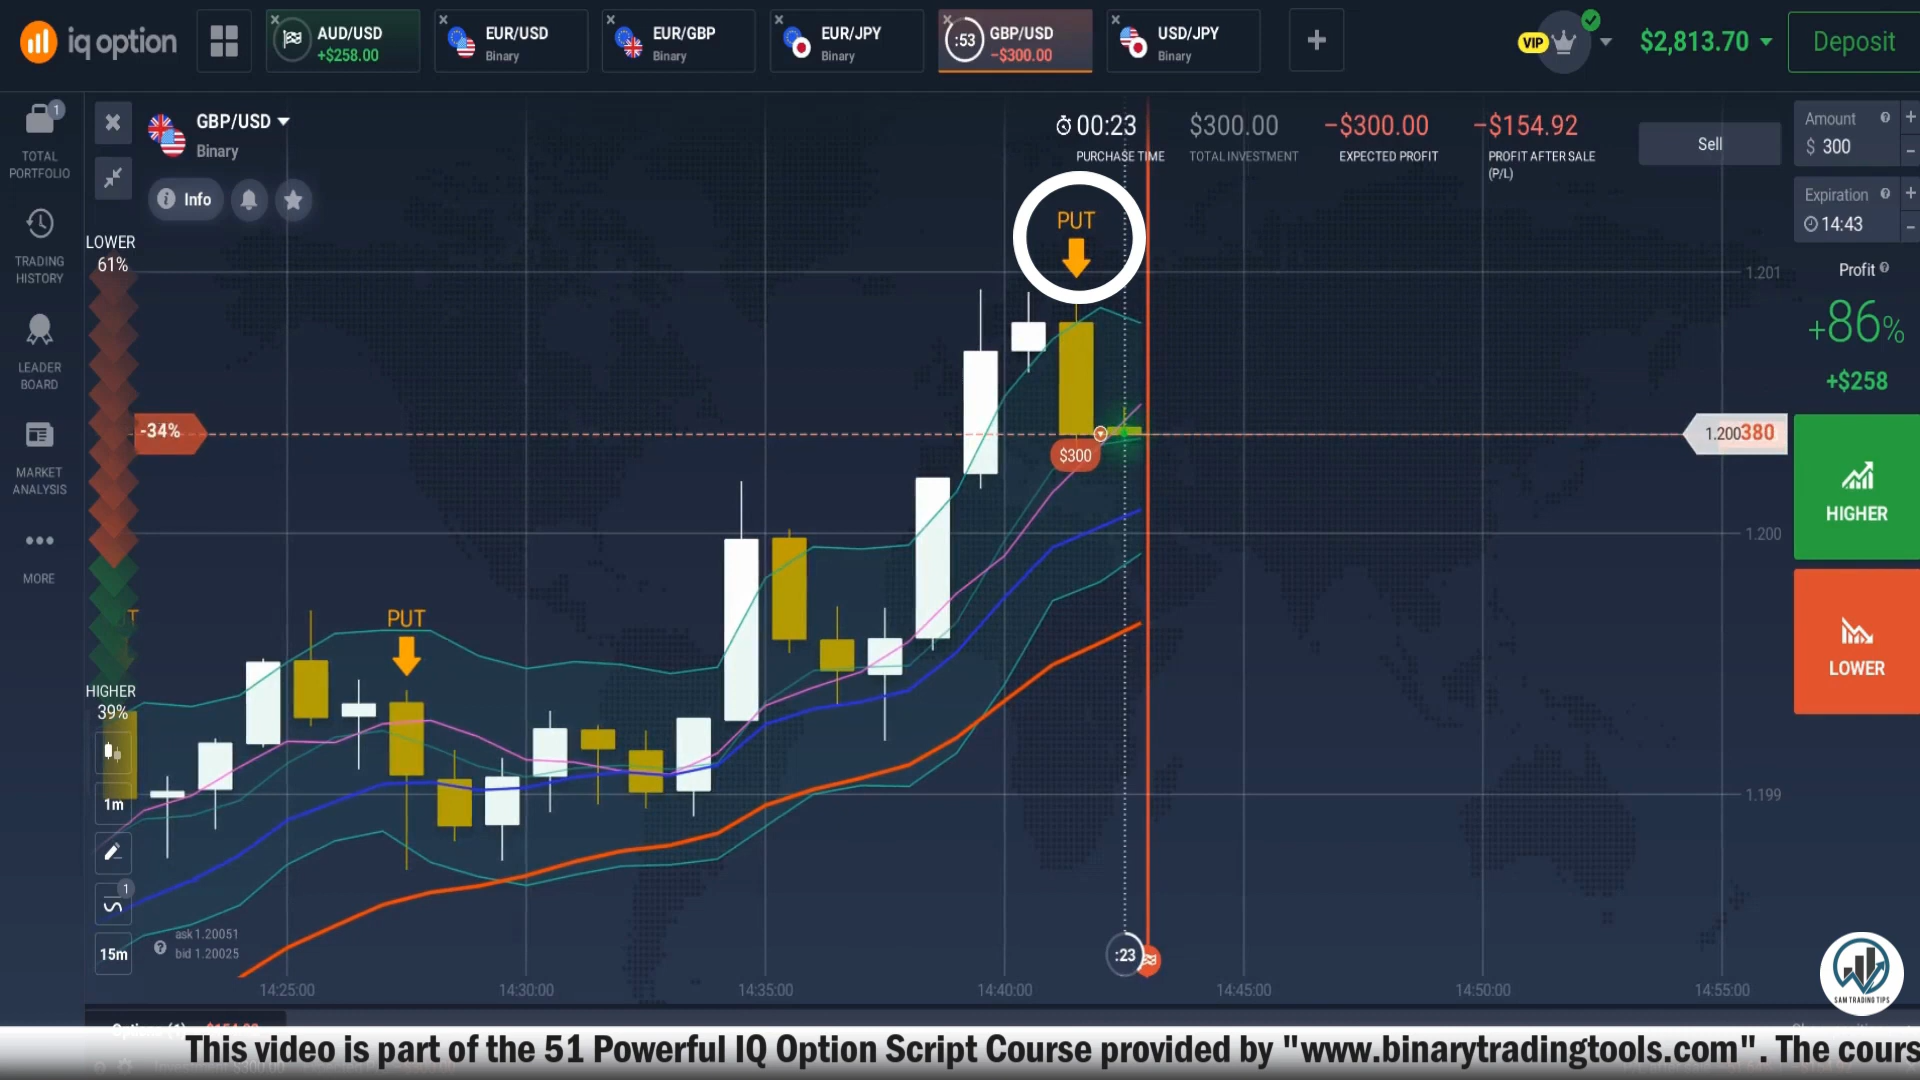 iq option
AUD/USD
+$258.00
EUR/USD
Binary
EUR/GBP
Binary
EUR/JPY
Binary
:53
GBP/USD
-$300.00
USD/JPY
Binary
VIP
$2,813.70
Deposit
1
TOTAL
PORTFOLIO
TRADING
HISTORY
LEADER
BOARD
MARKET
ANALYSIS
MORE
GBP/USD
Binary
Info
00:23
PURCHASE TIME
$300.00
TOTAL INVESTMENT
-$300.00
EXPECTED PROFIT
-$154.92
PROFIT AFTER SALE
(P/L)
Sell
Amount
$ 300
Expiration
14:43
Profit
+86%
+$258
HIGHER
LOWER
LOWER
61%
-34%
HIGHER
39%
PUT
PUT
$300
1.201
1.200380
1.200
1.199
1m
1
15m
ask 1.20051
bid 1.20025
:23
14:25:00
14:30:00
14:35:00
14:40:00
14:45:00
14:50:00
14:55:00
SAM TRADING TIPS
This video is part of the 51 Powerful IQ Option Script Course provided by "www.binarytradingtools.com". The cours